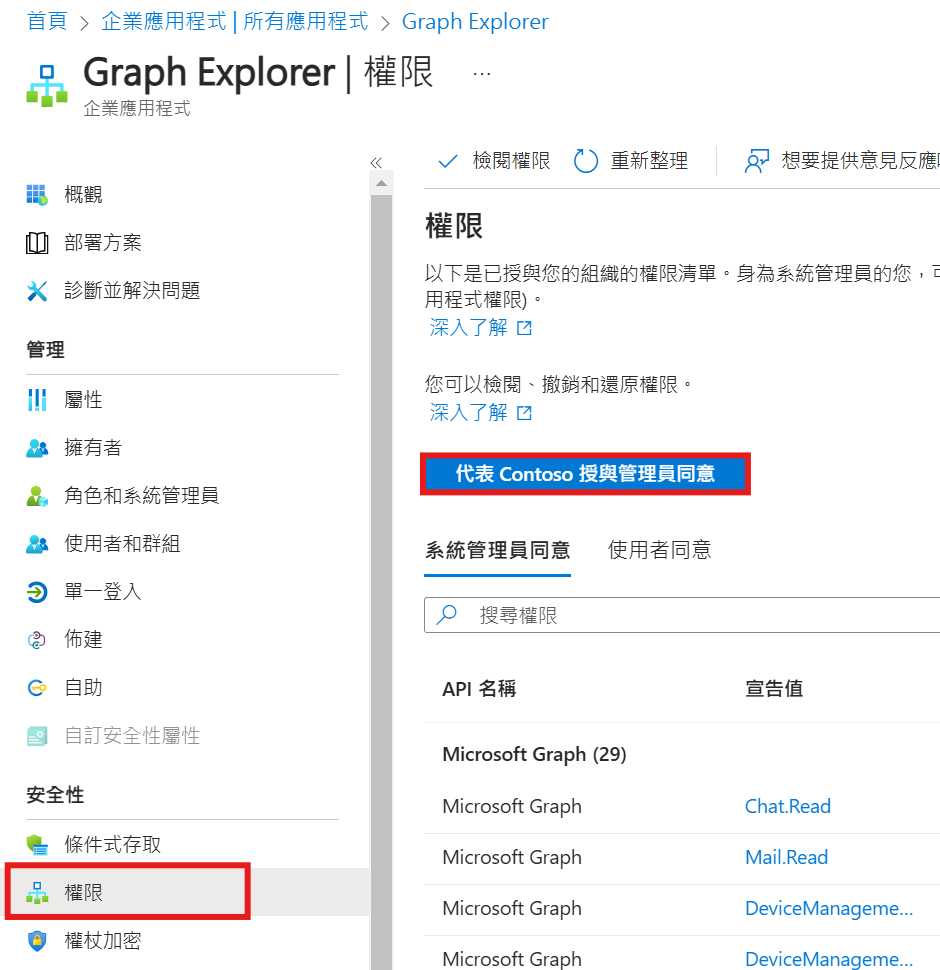 首頁 > 企業應用程式 | 所有應用程式 > Graph Explorer
Graph Explorer | 權限 ...
企業應用程式
«
概觀
部署方案
診斷並解決問題
管理
屬性
擁有者
角色和系統管理員
使用者和群組
單一登入
佈建
自助
自訂安全性屬性
安全性
條件式存取
權限
權杖加密
檢閱權限
重新整理
想要提供意見反應
權限
以下是已授與您的組織的權限清單。身為系統管理員的您，可
用程式權限)。
深入了解
您可以檢閱、撤銷和還原權限。
深入了解
代表 Contoso 授與管理員同意
系統管理員同意 使用者同意
搜尋權限
API 名稱 宣告值
Microsoft Graph (29)
Microsoft Graph Chat.Read
Microsoft Graph Mail.Read
Microsoft Graph DeviceManageme...
Microsoft Graph DeviceManageme...